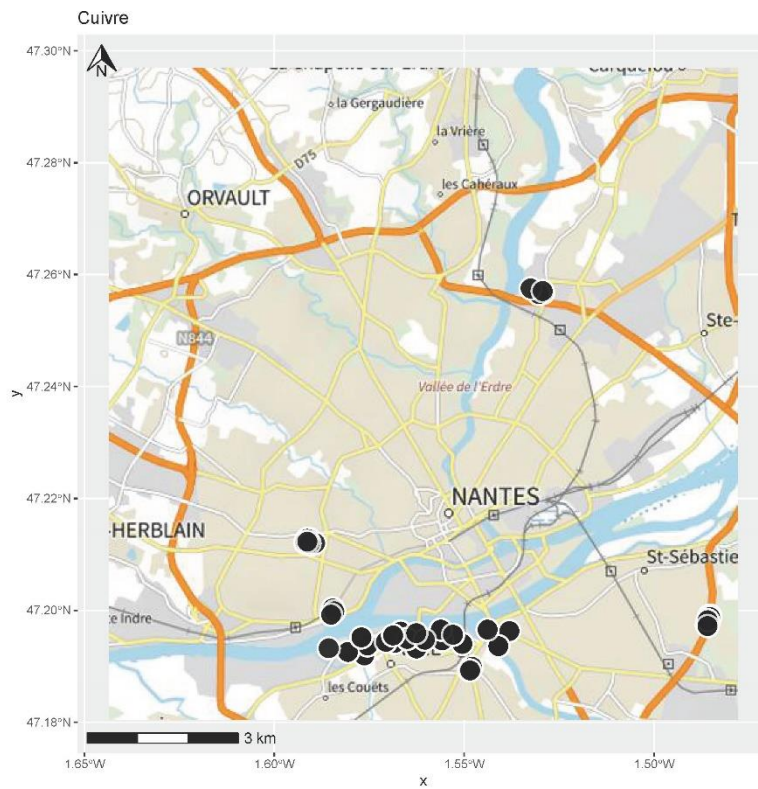 Cuivre
47.30°N
N
la Gergaudière
la Vrière
D75
47.28°N
les Cahéraux
ORVAULT
47.26°N
Ste-
N844
47.24°N
Vallée de l'Erdre
y
47.22°N
NANTES
-HERBLAIN
St-Sébastie
47.20°N
te Indre
les Couëts
47.18°N
3 km
1.65°W
1.60°W
1.55°W
1.50°W
x